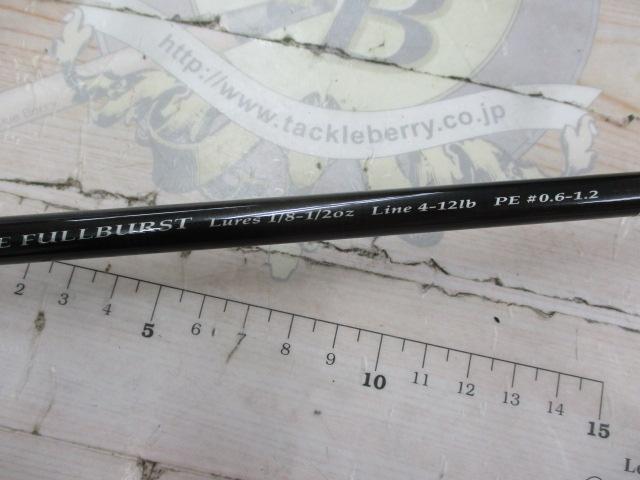 B
http://www.tackleberry.co.jp
E FULLBURST Lures 1/8-1/2oz Line 4-12lb PE #0.6-1.2
2 3 4 5 6 7 8 9 10 11 12 13 14 15